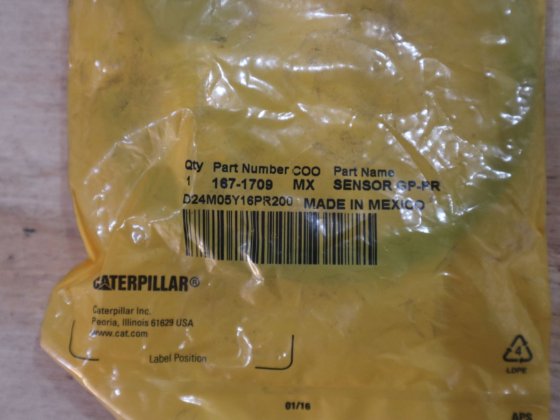 Qty Part Number COO Part Name
1 167-1709 MX SENSOR GP-PR
D24M05Y16PR200 MADE IN MEXICO
CATERPILLAR®
Caterpillar Inc.
Peoria, Illinois 61629 USA
www.cat.com
Label Position
4
LDPE
01/16
APS